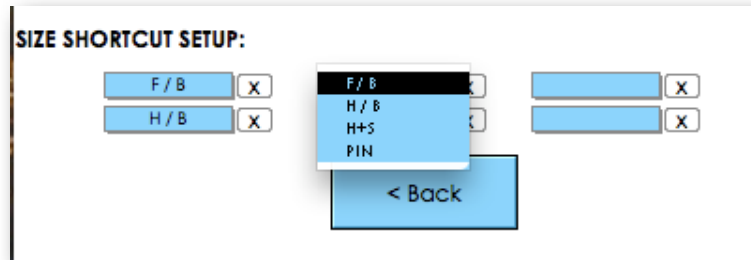 SIZE SHORTCUT SETUP:
F / B X F / B X
H / B X H / B X
H+S
PIN
< Back